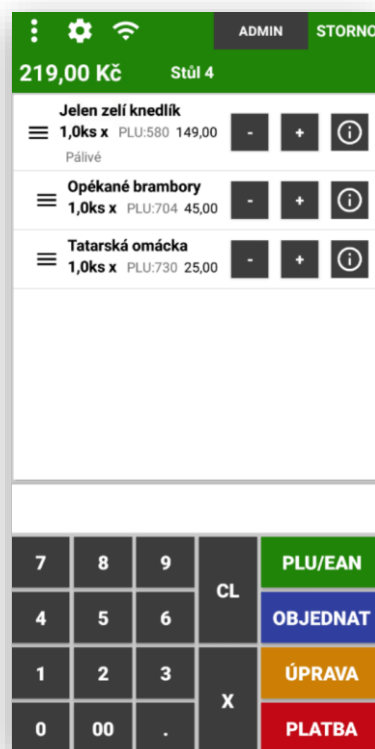 ADMIN STORNO
219,00 Kč Stůl 4
Jelen zelí knedlík
1,0ks x PLU:580 149,00 - +
Pálivé
Opékané brambory
1,0ks x PLU:704 45,00 - +
Tatarská omácka
1,0ks x PLU:730 25,00 - +
7 8 9 CL PLU/EAN
4 5 6 OBJEDNAT
1 2 3 X ÚPRAVA
0 00 . PLATBA